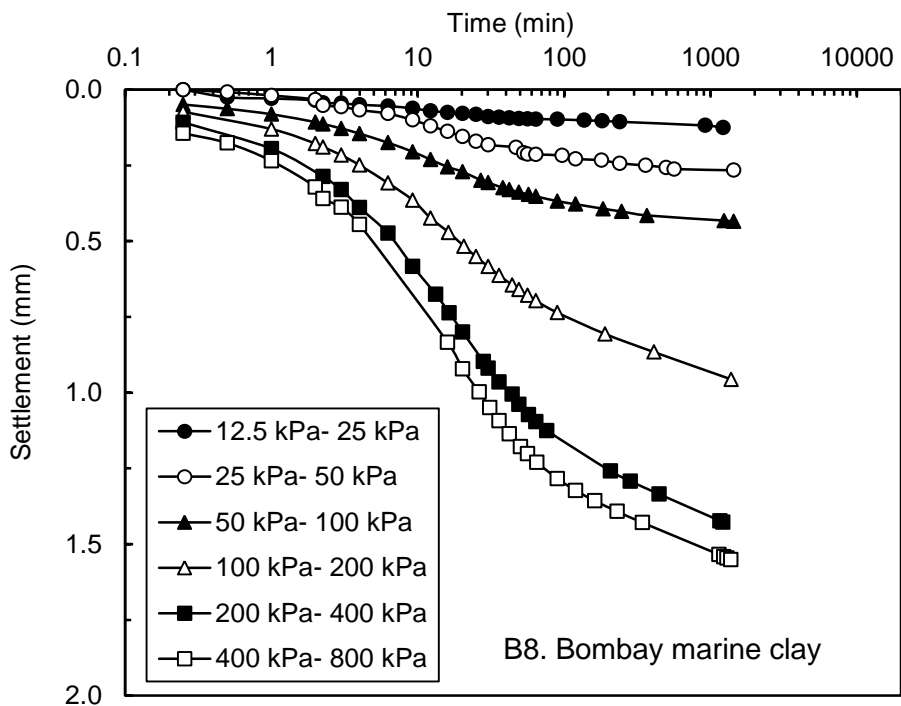 Time (min)
0.1 1 10 100 1000 10000
0.0
0.5
1.0
1.5
2.0
Settlement (mm)
12.5 kPa- 25 kPa
25 kPa- 50 kPa
50 kPa- 100 kPa
100 kPa- 200 kPa
200 kPa- 400 kPa
400 kPa- 800 kPa
B8. Bombay marine clay